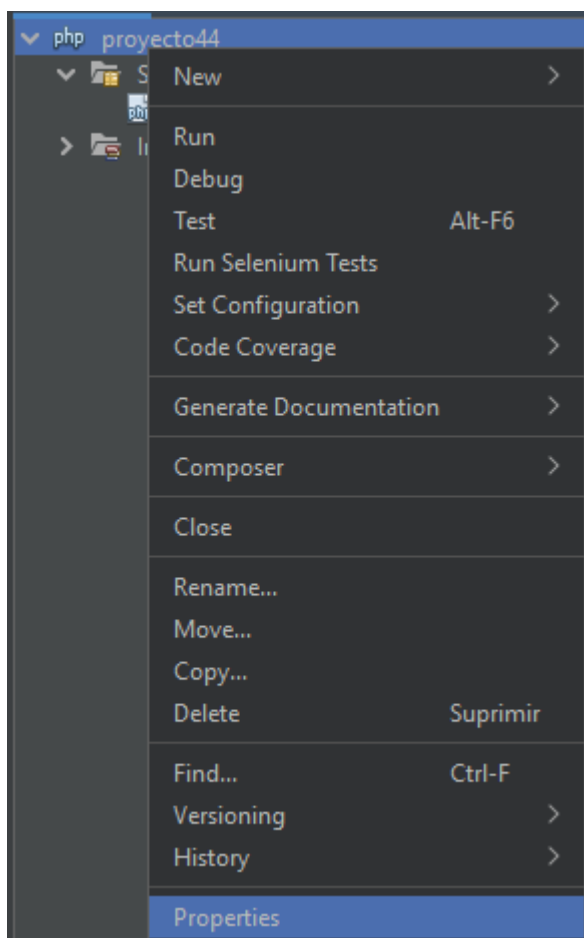 php proyecto44
S
New
php
Run
Debug
Test Alt-F6
Run Selenium Tests
Set Configuration
Code Coverage
Generate Documentation
Composer
Close
Rename...
Move...
Copy...
Delete Suprimir
Find... Ctrl-F
Versioning
History
Properties